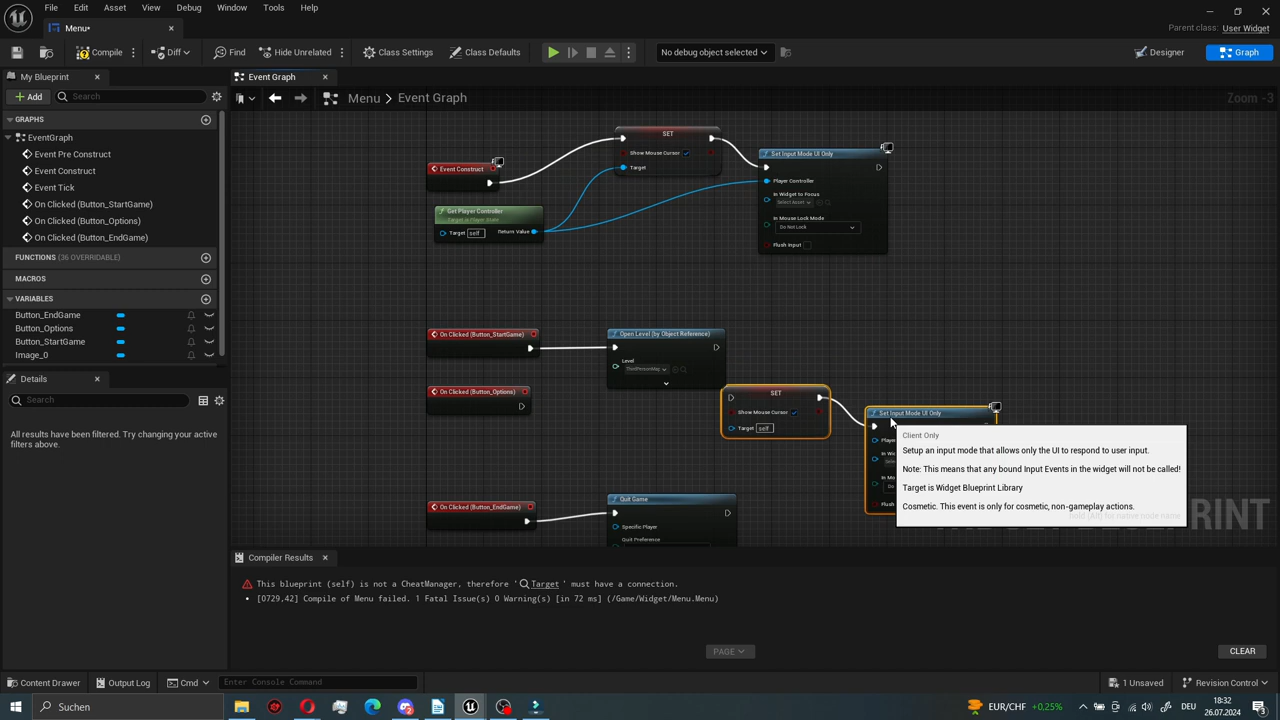 File Edit Asset View Debug Window Tools Help
Menu•
Parent class: User Widget
Compile Diff Find Hide Unrelated Class Settings Class Defaults No debug object selected Designer Graph
My Blueprint
Event Graph
Add Search
Menu > Event Graph
Zoom -3
GRAPHS
EventGraph
Event Pre Construct
Event Construct
Event Tick
On Clicked (Button_StartGame)
On Clicked (Button_Options)
On Clicked (Button_EndGame)
FUNCTIONS (36 OVERRIDABLE)
MACROS
VARIABLES
Button_EndGame
Button_Options
Button_StartGame
Image_0
Details
Search
All results have been filtered. Try changing your active
filters above.
Event Construct
SET
Show Mouse Cursor
Target
Get Player Controller
Target is Player State
Target self Return Value
Set Input Mode UI Only
Player Controller
In Widget to Focus
Select Asset
In Mouse Lock Mode
Do Not Lock
Flush Input
On Clicked (Button_StartGame)
Open Level (by Object Reference)
Level
On Clicked (Button_Options)
SET
Show Mouse Cursor
Target self
Set Input Mode UI Only
Client Only
Setup an input mode that allows only the UI to respond to user input.
Note: This means that any bound Input Events in the widget will not be called!
Target is Widget Blueprint Library
Cosmetic. This event is only for cosmetic, non-gameplay actions.
hold (Alt) for native node name
On Clicked (Button_EndGame)
Quit Game
Specific Player
Quit Preference
Compiler Results
This blueprint (self) is not a CheatManager, therefore ' Target ' must have a connection.
[0729,42] Compile of Menu failed. 1 Fatal Issue(s) 0 Warning(s) [in 72 ms] (/Game/Widget/Menu.Menu)
PAGE
CLEAR
Content Drawer Output Log Cmd Enter Console Command 1 Unsaved Revision Control
Suchen
EUR/CHF +0,25% DEU 18:32
26.07.2024